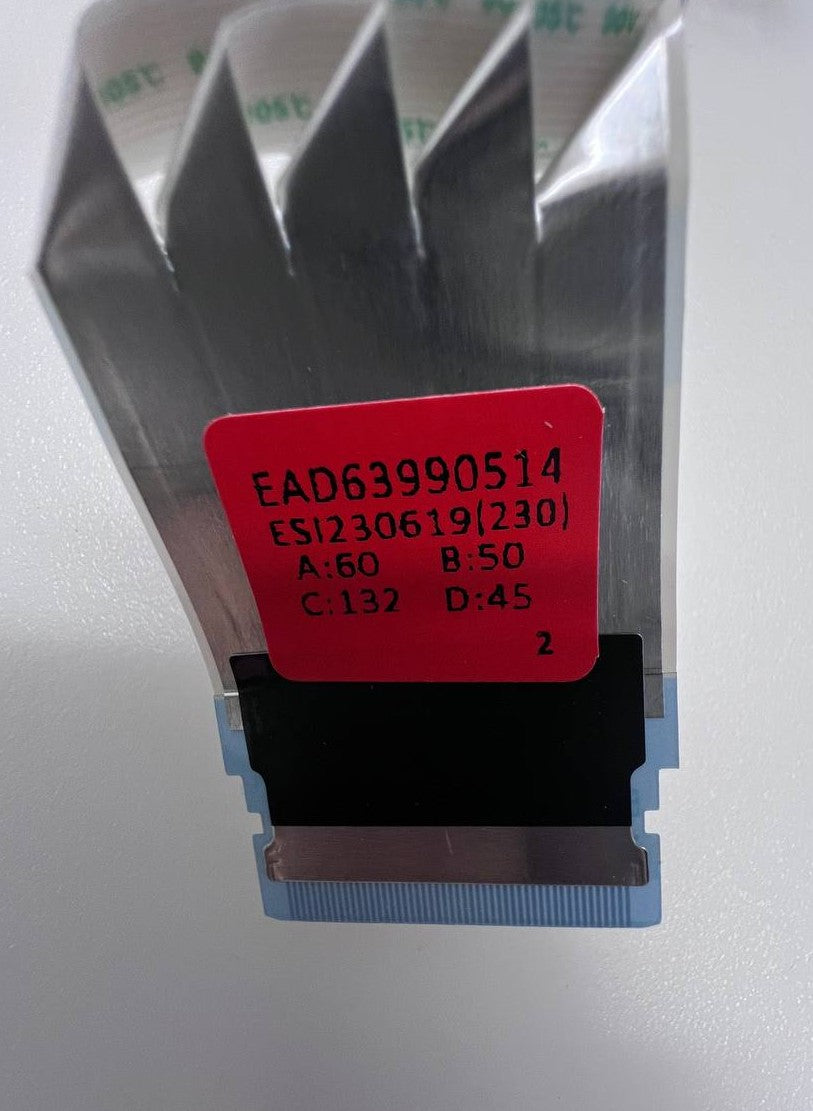 EAD63990514
ESI230619(230)
A:60 B:50
C:132 D:45
2